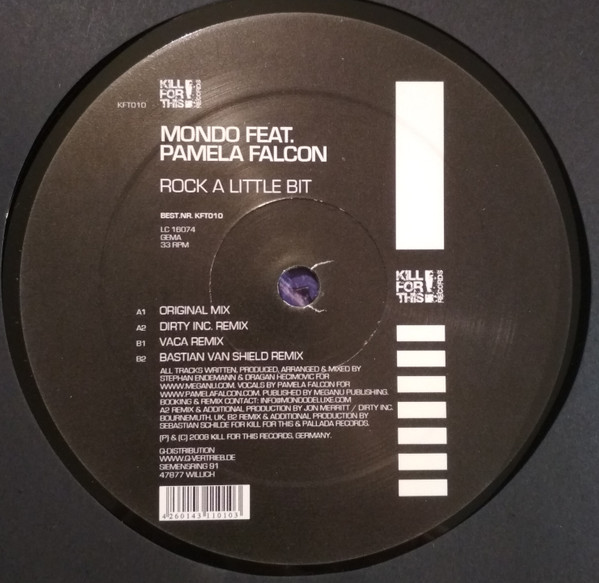 KFT010
KILL
FOR
THIS!
RECORDS
MONDO FEAT.
PAMELA FALCON
ROCK A LITTLE BIT
BEST.NR. KFT010
LC 16074
GEMA
33 RPM
KILL
FOR
THIS!
RECORDS
A1 ORIGINAL MIX
A2 DIRTY INC. REMIX
B1 VACA REMIX
B2 BASTIAN VAN SHIELD REMIX
ALL TRACKS WRITTEN, PRODUCED, ARRANGED & MIXED BY
STEPHAN ENDEMANN & DRAGAN HECIMOVIC FOR
WWW.MEGANU.COM. VOCALS BY PAMELA FALCON FOR
WWW.PAMELAFALCON.COM. PUBLISHED BY MEGANU PUBLISHING.
BOOKING & REMIX CONTACT: INFO@MONDODELUXE.COM
A2 REMIX & ADDITIONAL PRODUCTION BY JON MERRITT / DIRTY INC.
BOURNEMUTH, UK. B2 REMIX & ADDITIONAL PRODUCTION BY
SEBASTIAN SCHILDE FOR KILL FOR THIS & PALLADA RECORDS.
(P) & (C) 2008 KILL FOR THIS RECORDS, GERMANY.
Q-DISTRIBUTION
WWW.Q-VERTRIEB.DE
SIEMENSRING 91
47877 WILLICH
4 260143 110103